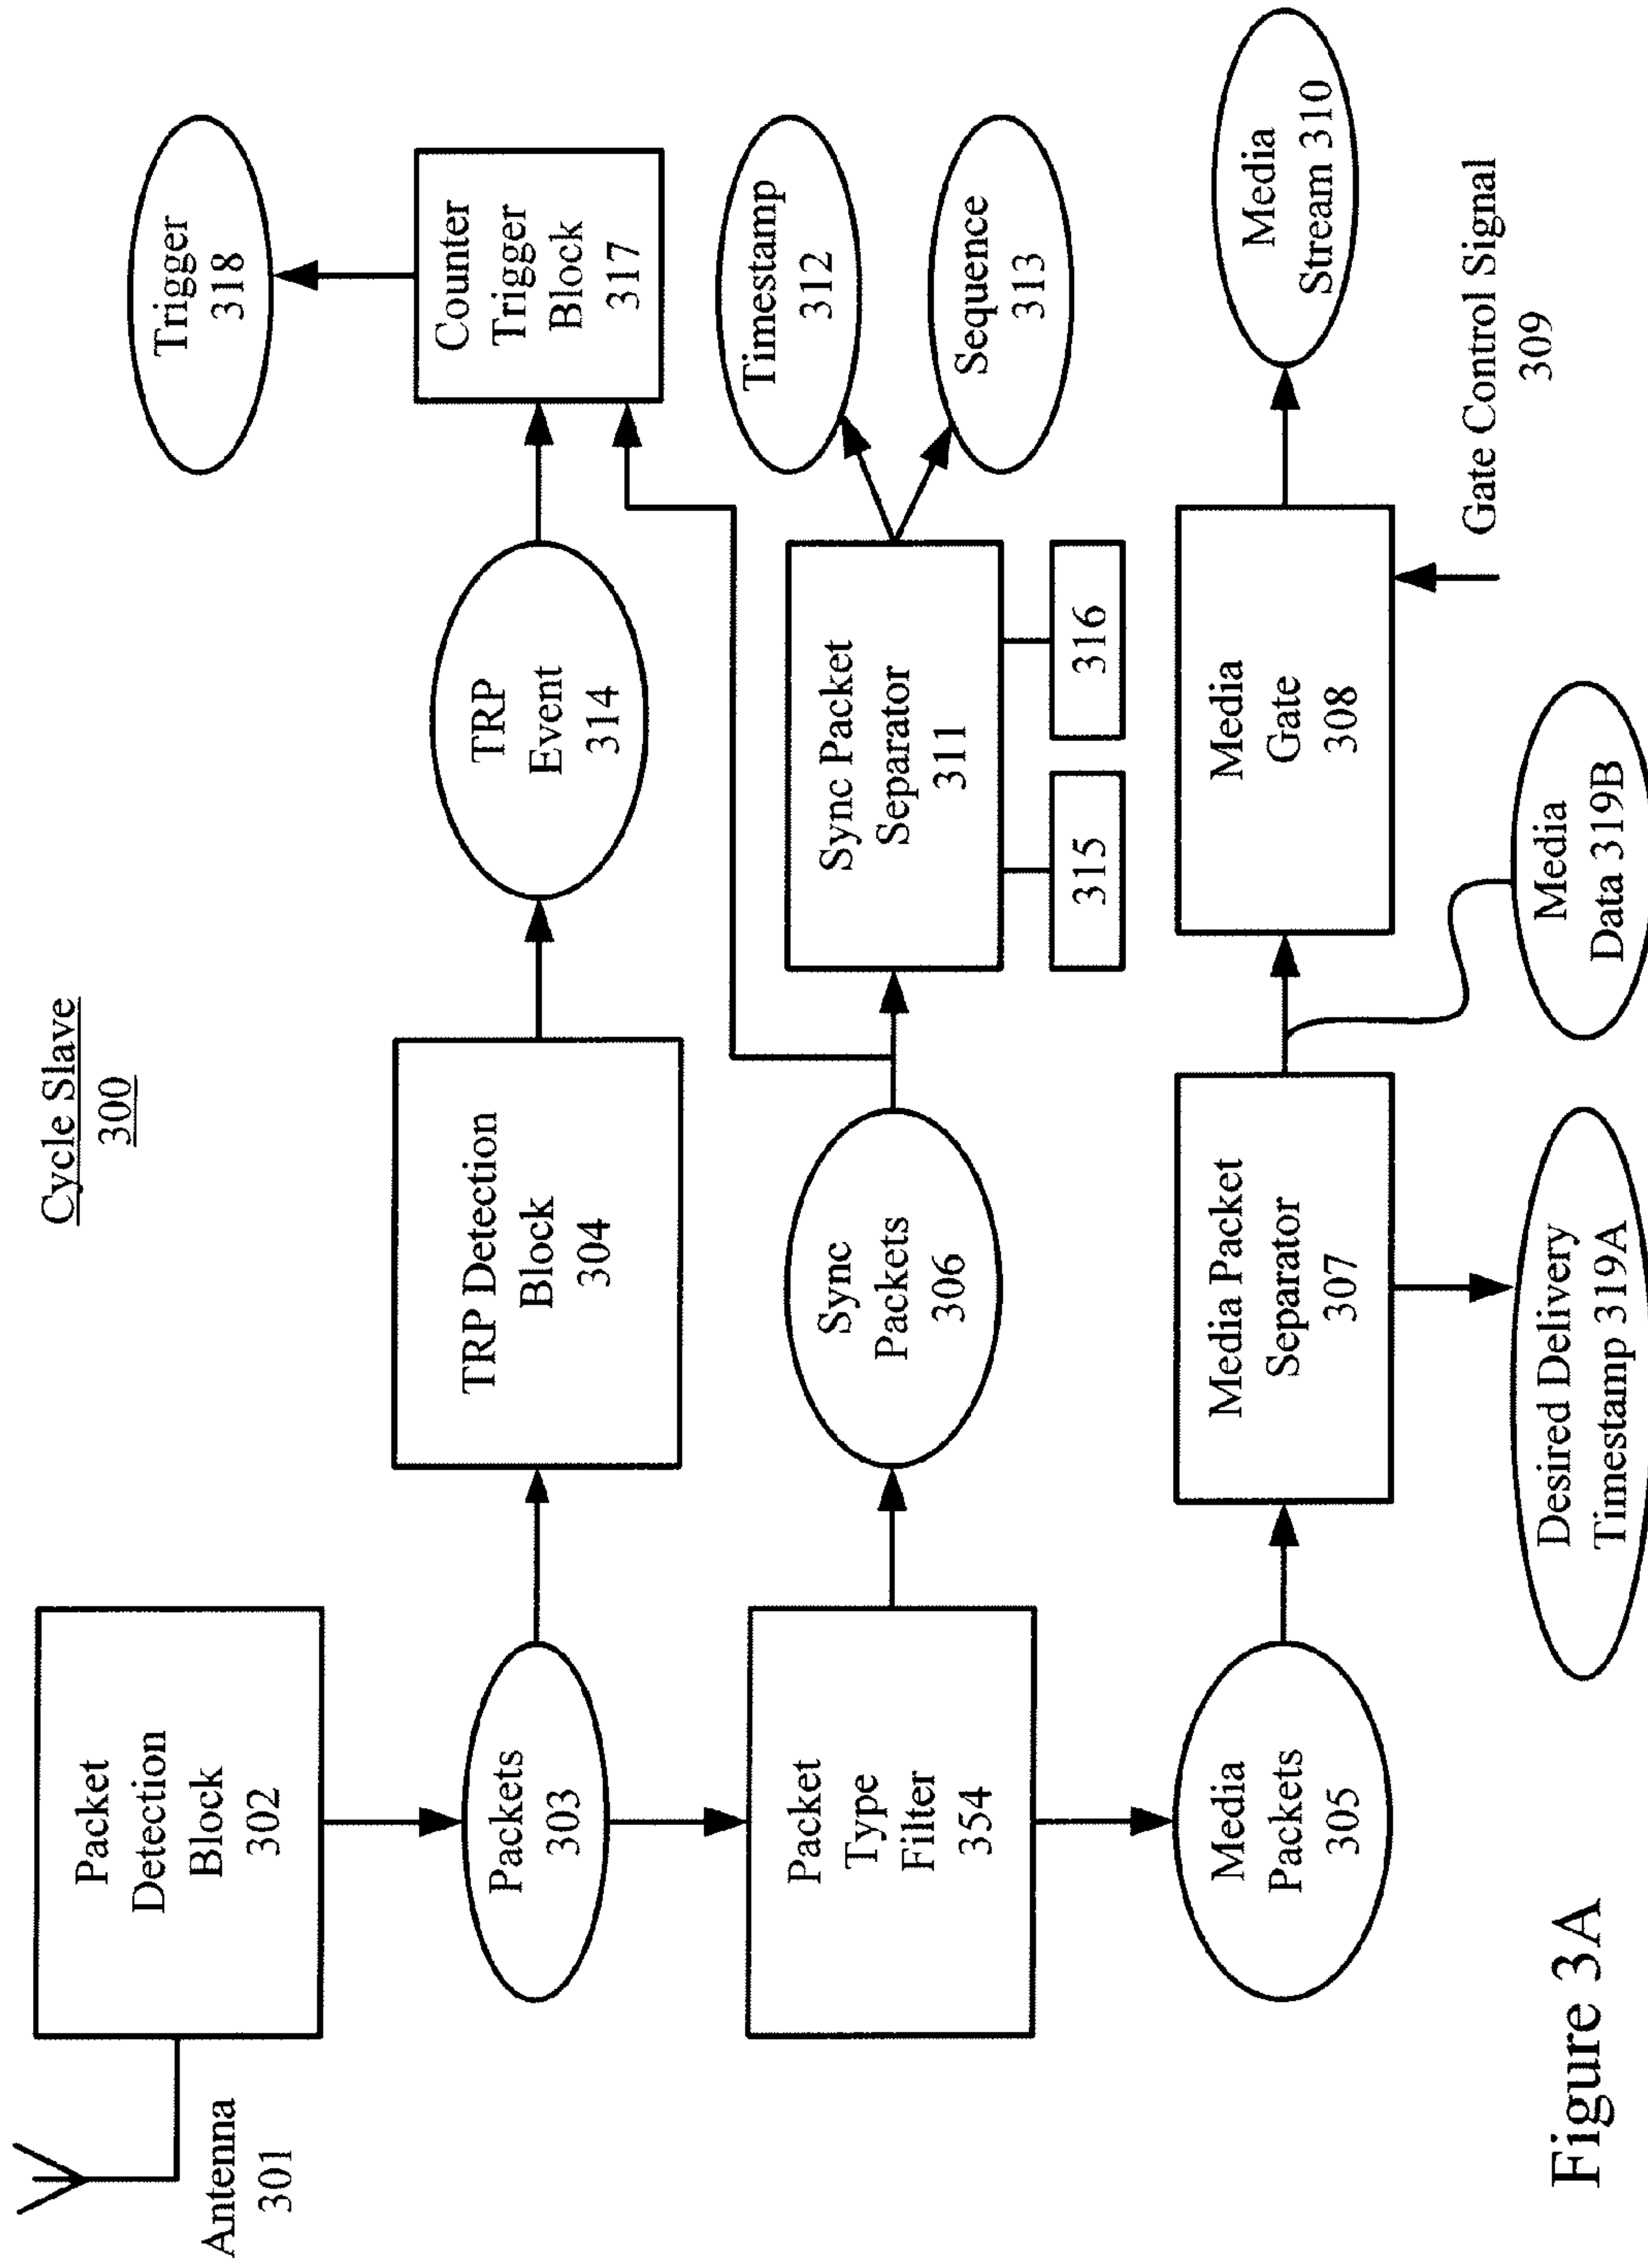 Cycle Slave
300
Antenna
301
Packet
Detection
Block
302
Packets
303
TRP Detection
Block
304
TRP
Event
314
Counter
Trigger
Block
317
Trigger
318
Packet
Type
Filter
354
Sync
Packets
306
Sync Packet
Separator
311
315
316
Timestamp
312
Sequence
313
Media
Packets
305
Media Packet
Separator
307
Desired Delivery
Timestamp 319A
Media
Data 319B
Media
Gate
308
Gate Control Signal
309
Media
Stream 310
Figure 3A